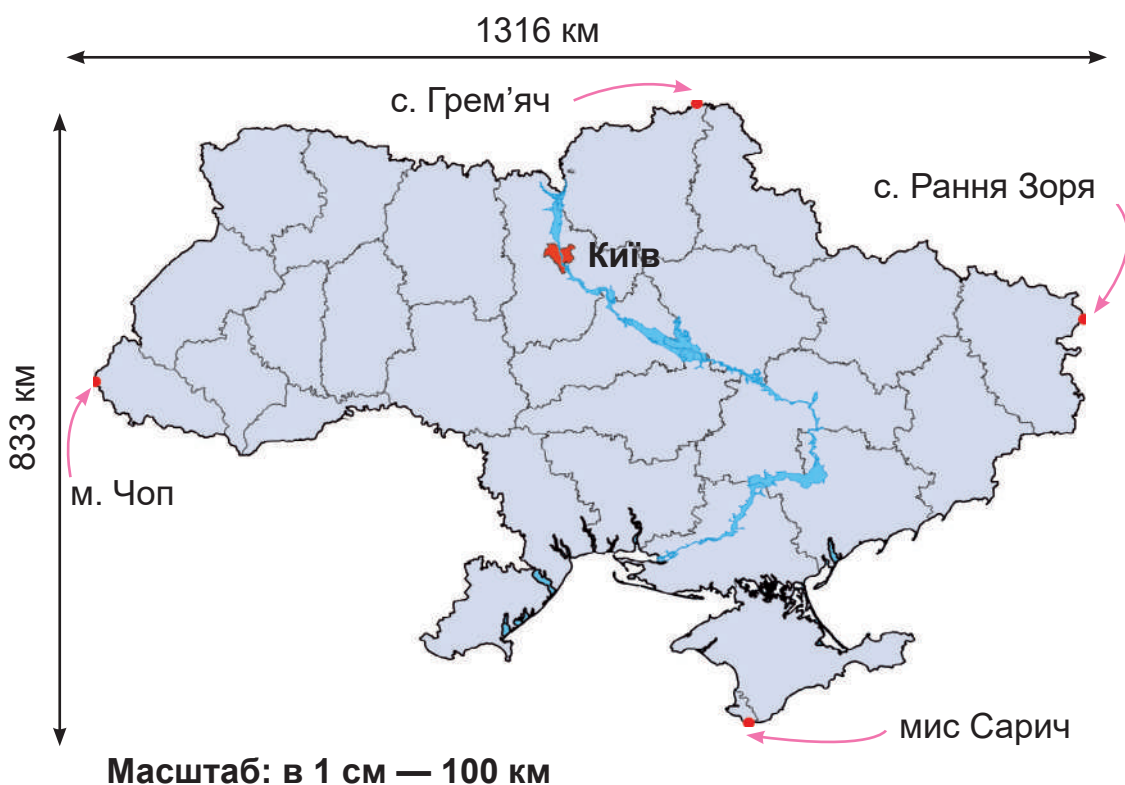 1316 км
с. Грем’яч
с. Рання Зоря
Київ
833 км
м. Чоп
мис Сарич
Масштаб: в 1 см — 100 км